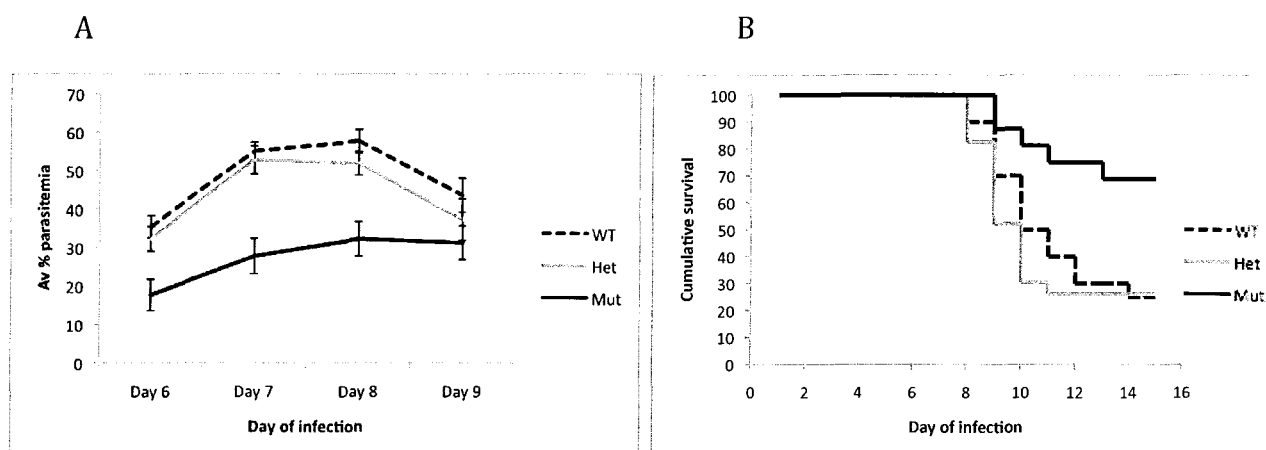 A
B
70
60
50
40
30
20
10
0
Av % parasitemia
Day 6 Day 7 Day 8 Day 9
Day of infection
WT
Het
Mut
100
90
80
70
60
50
40
30
20
10
0
Cumulative survival
0 2 4 6 8 10 12 14 16
Day of infection
WT
Het
Mut